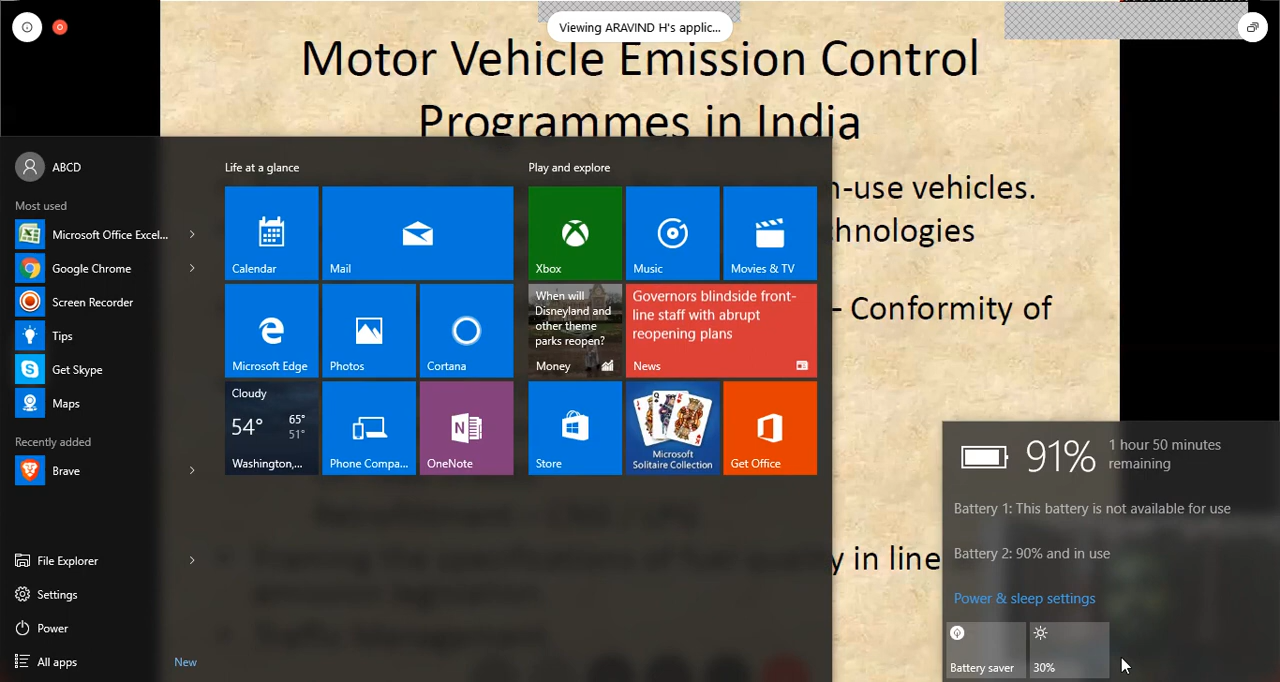 Viewing ARAVIND H's applic...
Motor Vehicle Emission Control
Programmes in India
n-use vehicles.
hnologies
– Conformity of
y in line
ABCD
Most used
Microsoft Office Excel...
Google Chrome
Screen Recorder
Tips
Get Skype
Maps
Recently added
Brave
File Explorer
Settings
Power
All apps
New
Life at a glance
Calendar
Mail
Microsoft Edge
Photos
Cortana
Cloudy
54°
65°
51°
Washington,...
Phone Compa...
OneNote
Play and explore
Xbox
Music
Movies & TV
When will
Disneyland and
other theme
parks reopen?
Money
Governors blindside front-
line staff with abrupt
reopening plans
News
Store
Microsoft
Solitaire Collection
Get Office
91%
1 hour 50 minutes
remaining
Battery 1: This battery is not available for use
Battery 2: 90% and in use
Power & sleep settings
Battery saver
30%